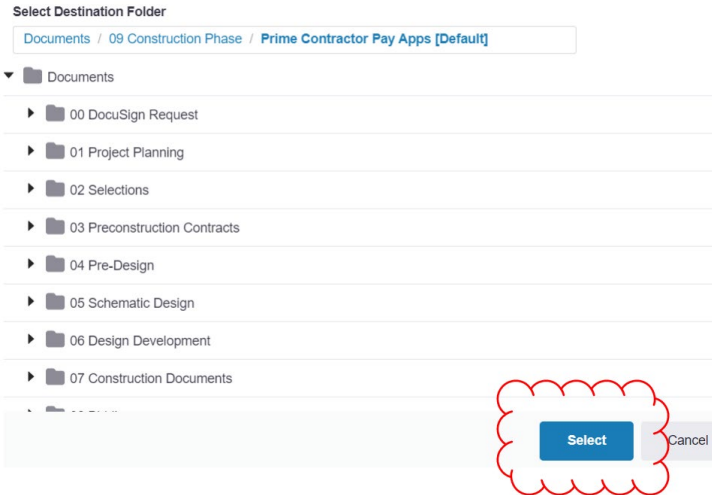 Select Destination Folder
Documents / 09 Construction Phase / Prime Contractor Pay Apps [Default]
Documents
00 DocuSign Request
01 Project Planning
02 Selections
03 Preconstruction Contracts
04 Pre-Design
05 Schematic Design
06 Design Development
07 Construction Documents
Select Cancel